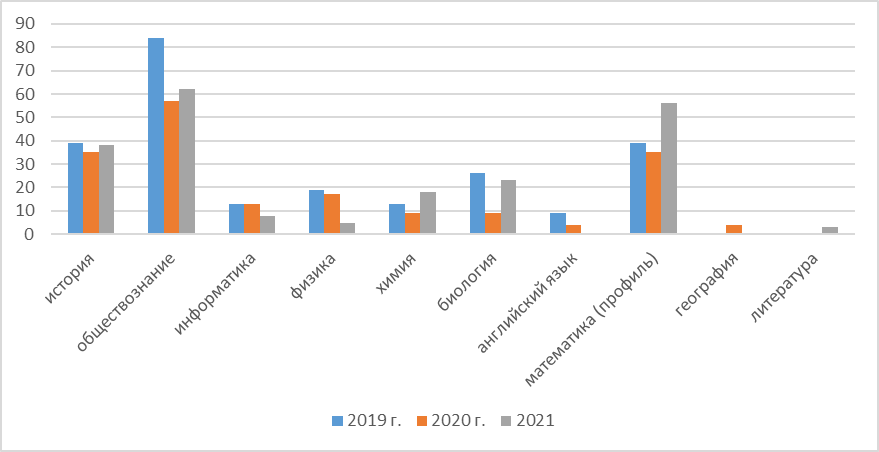 90
80
70
60
50
40
30
20
10
0
история
обществознание
информатика
физика
химия
биология
английский язык
математика (профиль)
география
литература
2019 г. 2020 г. 2021